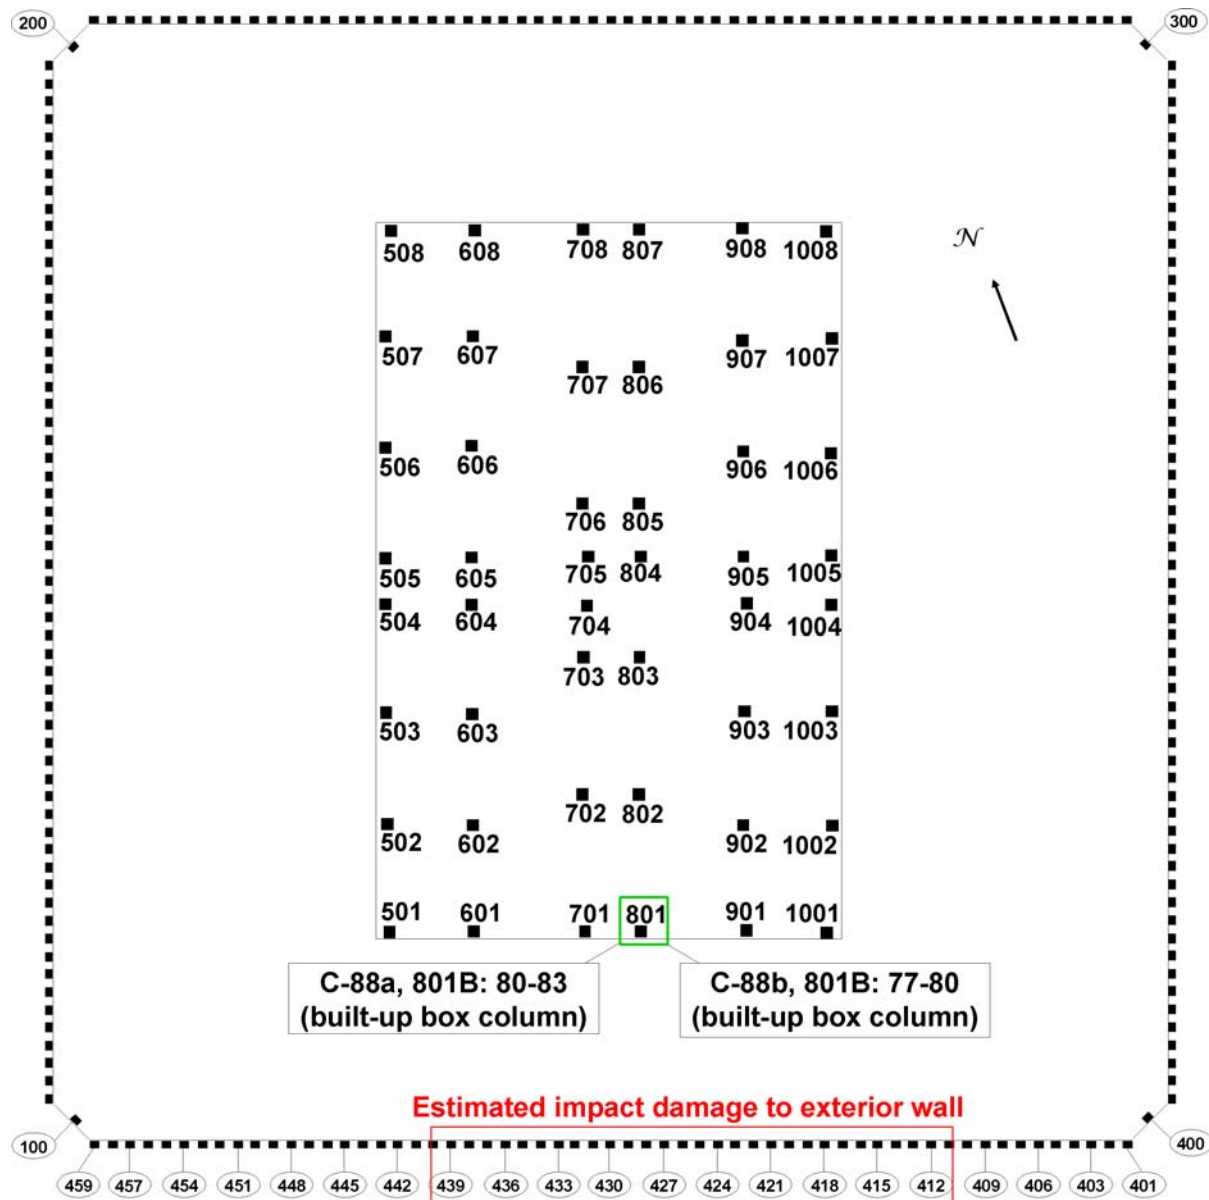 200 300
N
508 608 708 807 908 1008
507 607 907 1007
707 806
506 606 906 1006
706 805
505 605 705 804 905 1005
504 604 704 904 1004
703 803
503 603 903 1003
702 802
502 602 902 1002
501 601 701 801 901 1001
C-88a, 801B: 80-83
(built-up box column)
C-88b, 801B: 77-80
(built-up box column)
Estimated impact damage to exterior wall
100 400
459 457 454 451 448 445 442 439 436 433 430 427 424 421 418 415 412 409 406 403 401